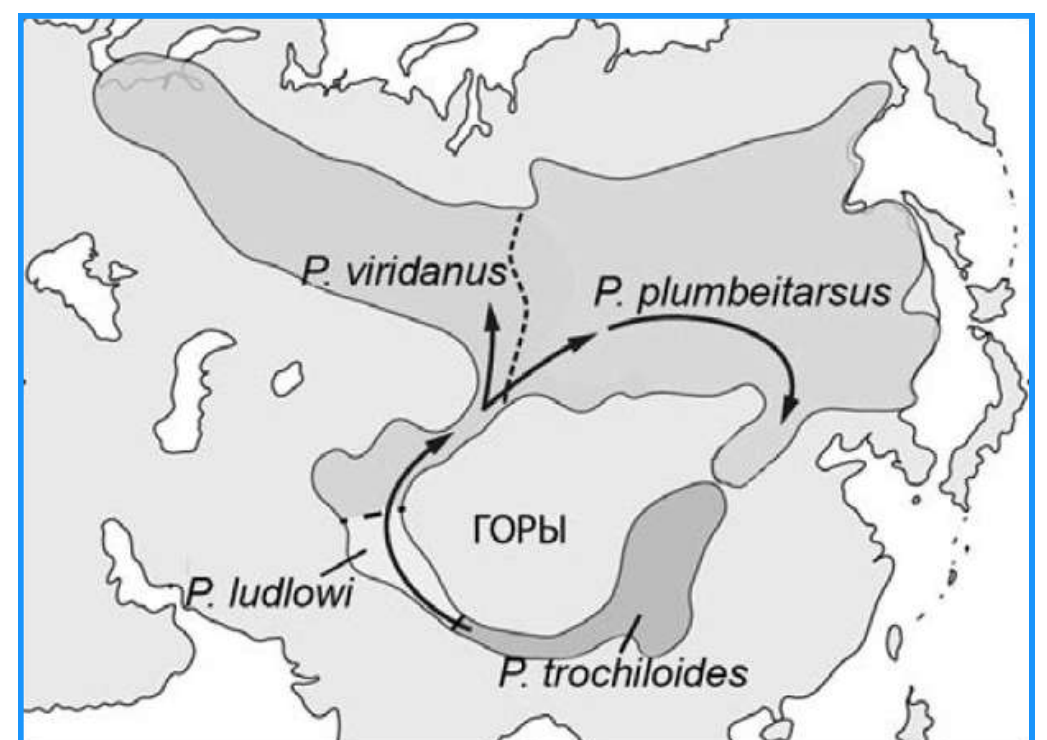 P. viridanus
P. plumbeitarsus
ГОРЫ
P. ludlowi
P. trochiloides